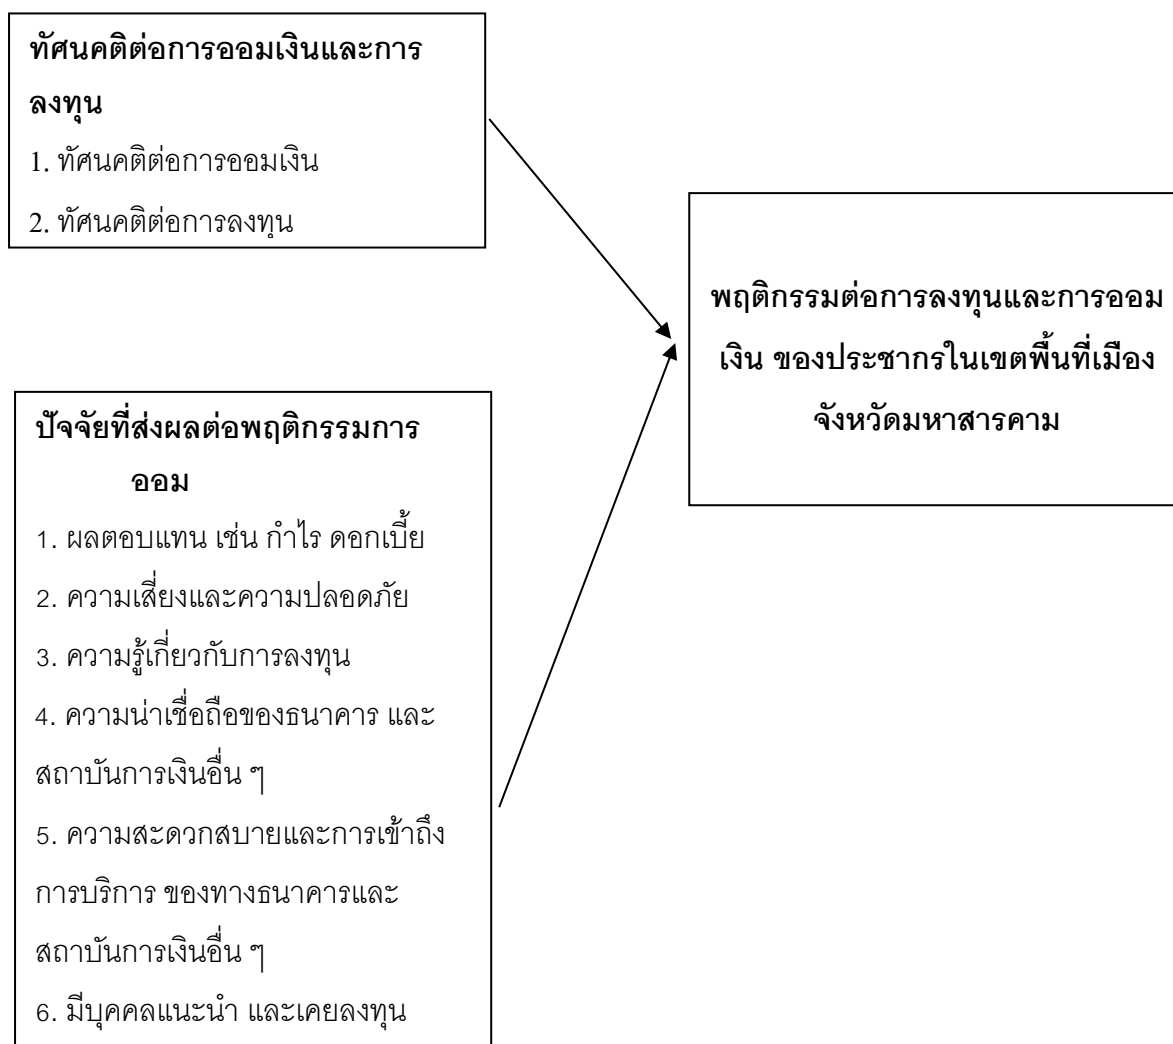 ทัศนคติต่อการออมเงินและการ
ลงทุน
1. ทัศนคติต่อการออมเงิน
2. ทัศนคติต่อการลงทุน
พฤติกรรมต่อการลงทุนและการออม
เงิน ของประชากรในเขตพื้นที่เมือง
จังหวัดมหาสารคาม
ปัจจัยที่ส่งผลต่อพฤติกรรมการ
ออม
1. ผลตอบแทน เช่น กำไร ดอกเบี้ย
2. ความเสี่ยงและความปลอดภัย
3. ความรู้เกี่ยวกับการลงทุน
4. ความน่าเชื่อถือของธนาคาร และ
สถาบันการเงินอื่น ๆ
5. ความสะดวกสบายและการเข้าถึง
การบริการ ของทางธนาคารและ
สถาบันการเงินอื่น ๆ
6. มีบุคคลแนะนำ และเคยลงทุน